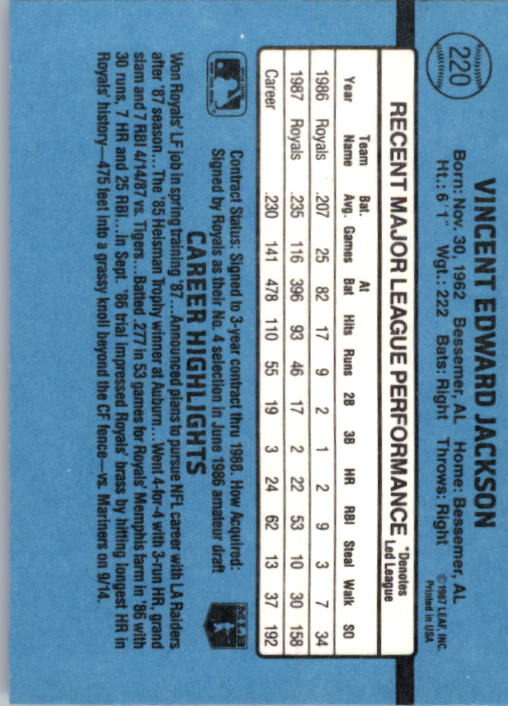 220
VINCENT EDWARD JACKSON
Born: Nov. 30, 1962 Bessemer, AL Home: Bessemer, AL
Ht.: 6' 1" Wgt.: 222 Bats: Right Throws: Right
© 1987 LEAF, INC.
Printed in USA
RECENT MAJOR LEAGUE PERFORMANCE *Denotes Led League
Year Team Name Bat. Avg. Games At Bat Hits Runs 2B 3B HR RBI Steal Walk SO
1986 Royals .207 25 82 17 9 2 1 2 9 3 7 34
1987 Royals .235 116 396 93 46 17 2 22 53 10 30 158
Career .230 141 478 110 55 19 3 24 62 13 37 192
Contract Status: Signed to 3-year contract thru 1988. How Acquired:
Signed by Royals as their No. 4 selection in June 1986 amateur draft
CAREER HIGHLIGHTS
Won Royals' LF job in spring training '87...Announced plans to pursue NFL career with LA Raiders
after '87 season...The '85 Heisman Trophy winner at Auburn...Went 4-for-4 with 3-run HR, grand
slam and 7 RBI 4/14/87 vs. Tigers...Batted .277 in 53 games for Royals' Memphis farm in '86 with
30 runs, 7 HR and 25 RBI...In Sept. '86 trial impressed Royals' brass by hitting longest HR in
Royals' history—475 feet into a grassy knoll beyond the CF fence—vs. Mariners on 9/14.